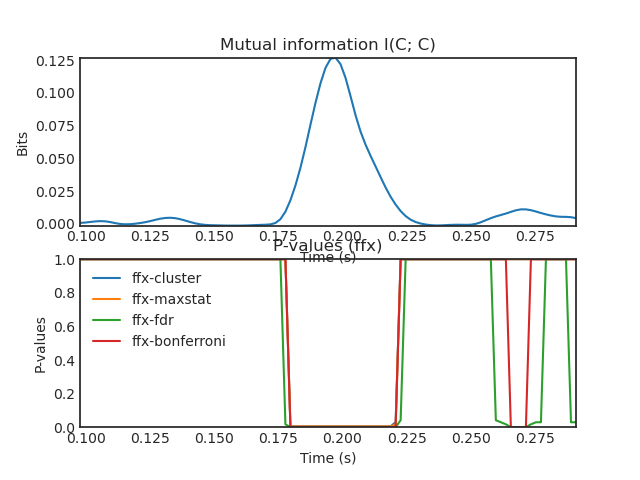 Mutual information I(C; C)
0.125
0.100
0.075
0.050
0.025
0.000
Bits
0.100 0.125 0.150 0.175 0.200 0.225 0.250 0.275
Time (s)
P-values (ffx)
1.0
0.8
0.6
0.4
0.2
0.0
P-values
ffx-cluster
ffx-maxstat
ffx-fdr
ffx-bonferroni
0.100 0.125 0.150 0.175 0.200 0.225 0.250 0.275
Time (s)